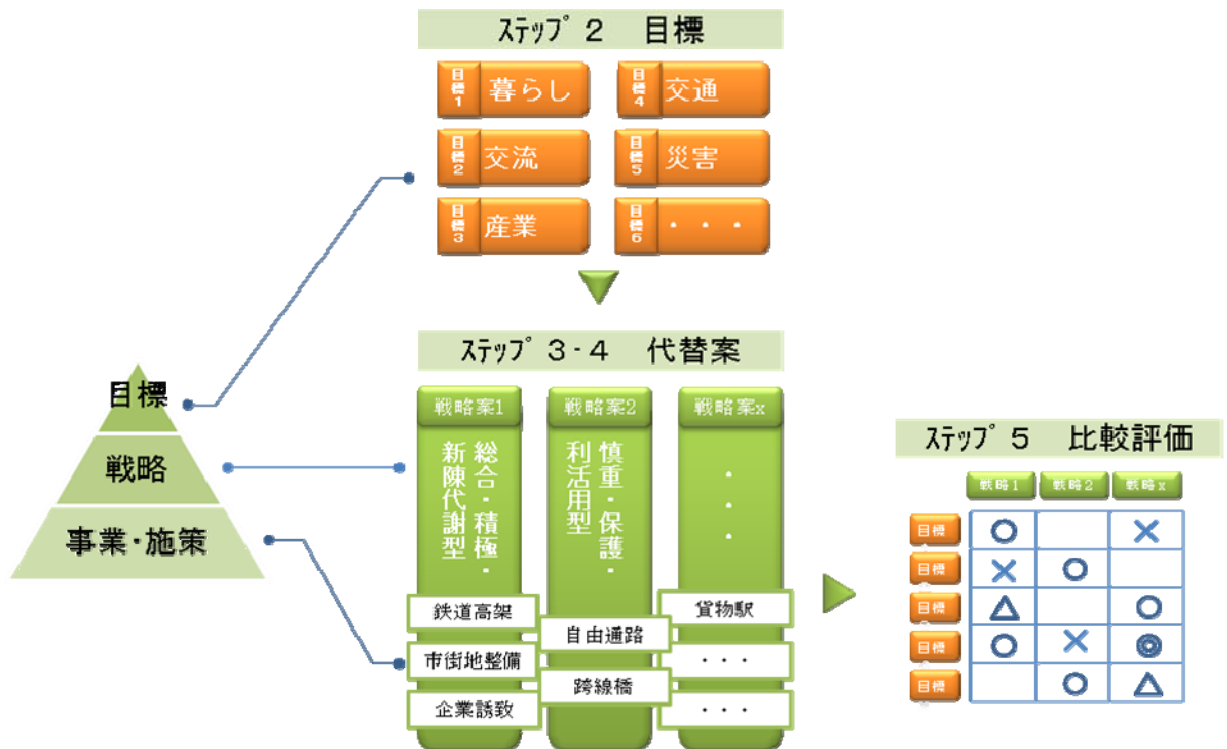 ステップ 2 目標
目標1 暮らし
目標4 交通
目標2 交流
目標5 災害
目標3 産業
目標6 ・・・
目標
戦略
事業・施策
ステップ 3-4 代替案
戦略案1
戦略案2
戦略案x
総合・積極・
新陳代謝型
慎重・保護・
利活用型
・・・・
鉄道高架
市街地整備
企業誘致
自由通路
跨線橋
貨物駅
・・・
・・・
ステップ 5 比較評価
戦略1
戦略2
戦略x
目標
○
×
目標
×
○
目標
△
○
目標
○
×
◎
目標
○
△